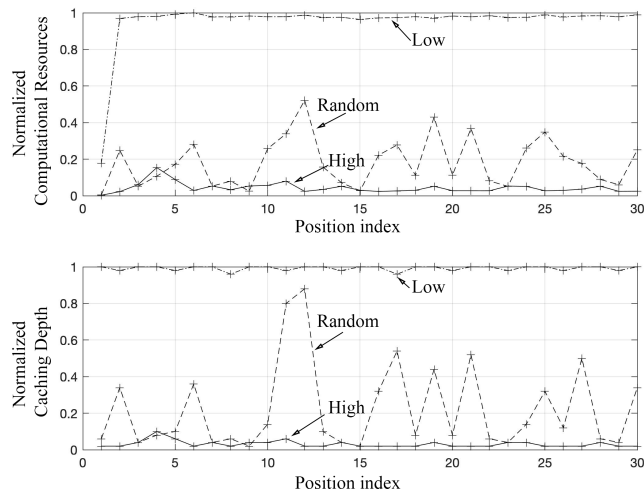 1
0.8
0.6
0.4
0.2
0
0 5 10 15 20 25 30
Normalized
Computational Resources
Low
Random
High
Position index
1
0.8
0.6
0.4
0.2
0
0 5 10 15 20 25 30
Normalized
Caching Depth
Low
Random
High
Position index